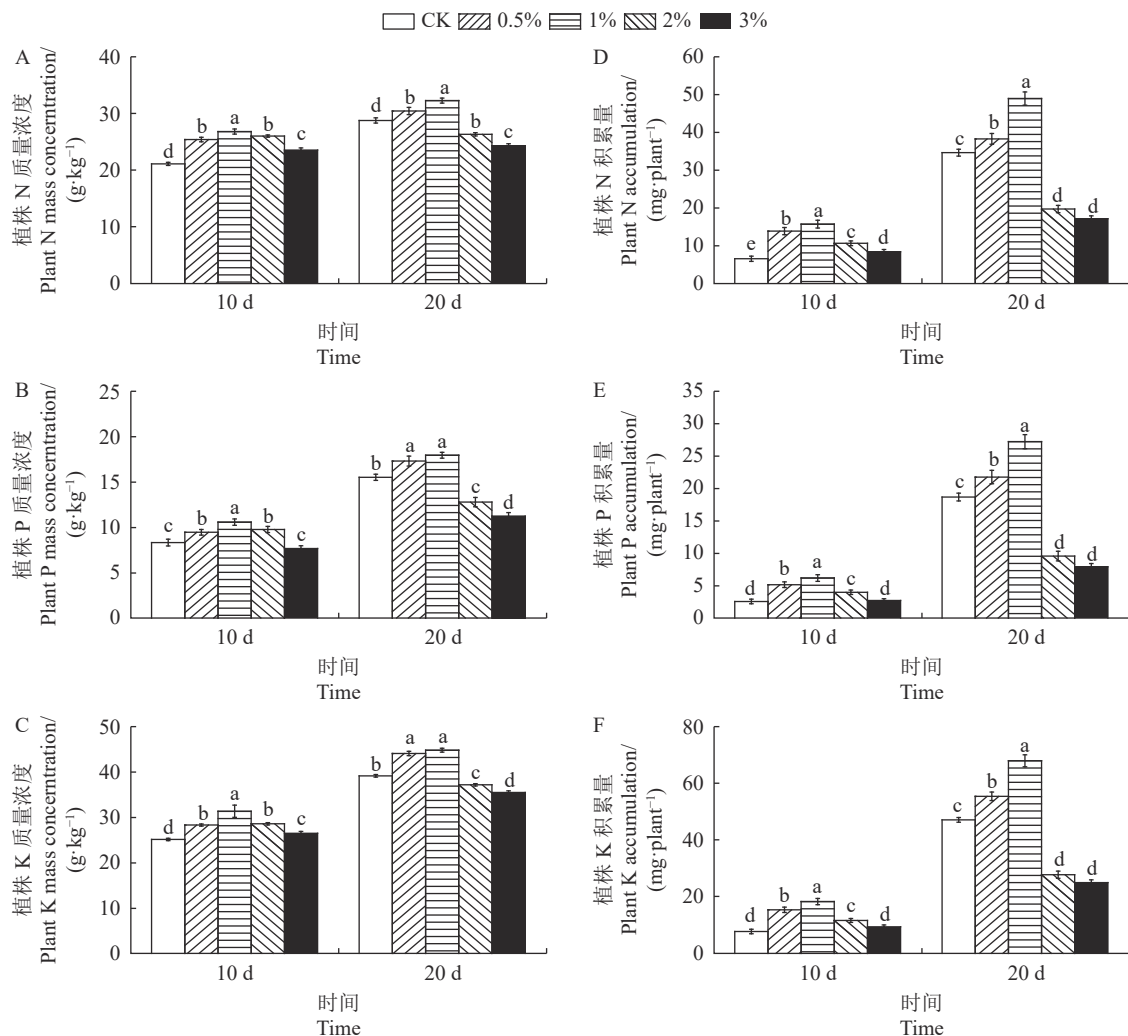 CK 0.5% 1% 2% 3%
A
植株 N 质量浓度
Plant N mass concerntration/
(g·kg⁻¹)
40
30
20
10
0
d b a b c
d b a b c
10 d 20 d
时间
Time
D
植株 N 积累量
Plant N accumulation/
(mg·plant⁻¹)
60
50
40
30
20
10
0
e b a c d
c b a d d
10 d 20 d
时间
Time
B
植株 P 质量浓度
Plant P mass concerntration/
(g·kg⁻¹)
25
20
15
10
5
0
c b a b c
b a a c d
10 d 20 d
时间
Time
E
植株 P 积累量
Plant P accumulation/
(mg·plant⁻¹)
35
30
25
20
15
10
5
0
d b a c d
c b a d d
10 d 20 d
时间
Time
C
植株 K 质量浓度
Plant K mass concerntration/
(g·kg⁻¹)
50
40
30
20
10
0
d b a b c
b a a c d
10 d 20 d
时间
Time
F
植株 K 积累量
Plant K accumulation/
(mg·plant⁻¹)
80
60
40
20
0
d b a c d
c b a d d
10 d 20 d
时间
Time